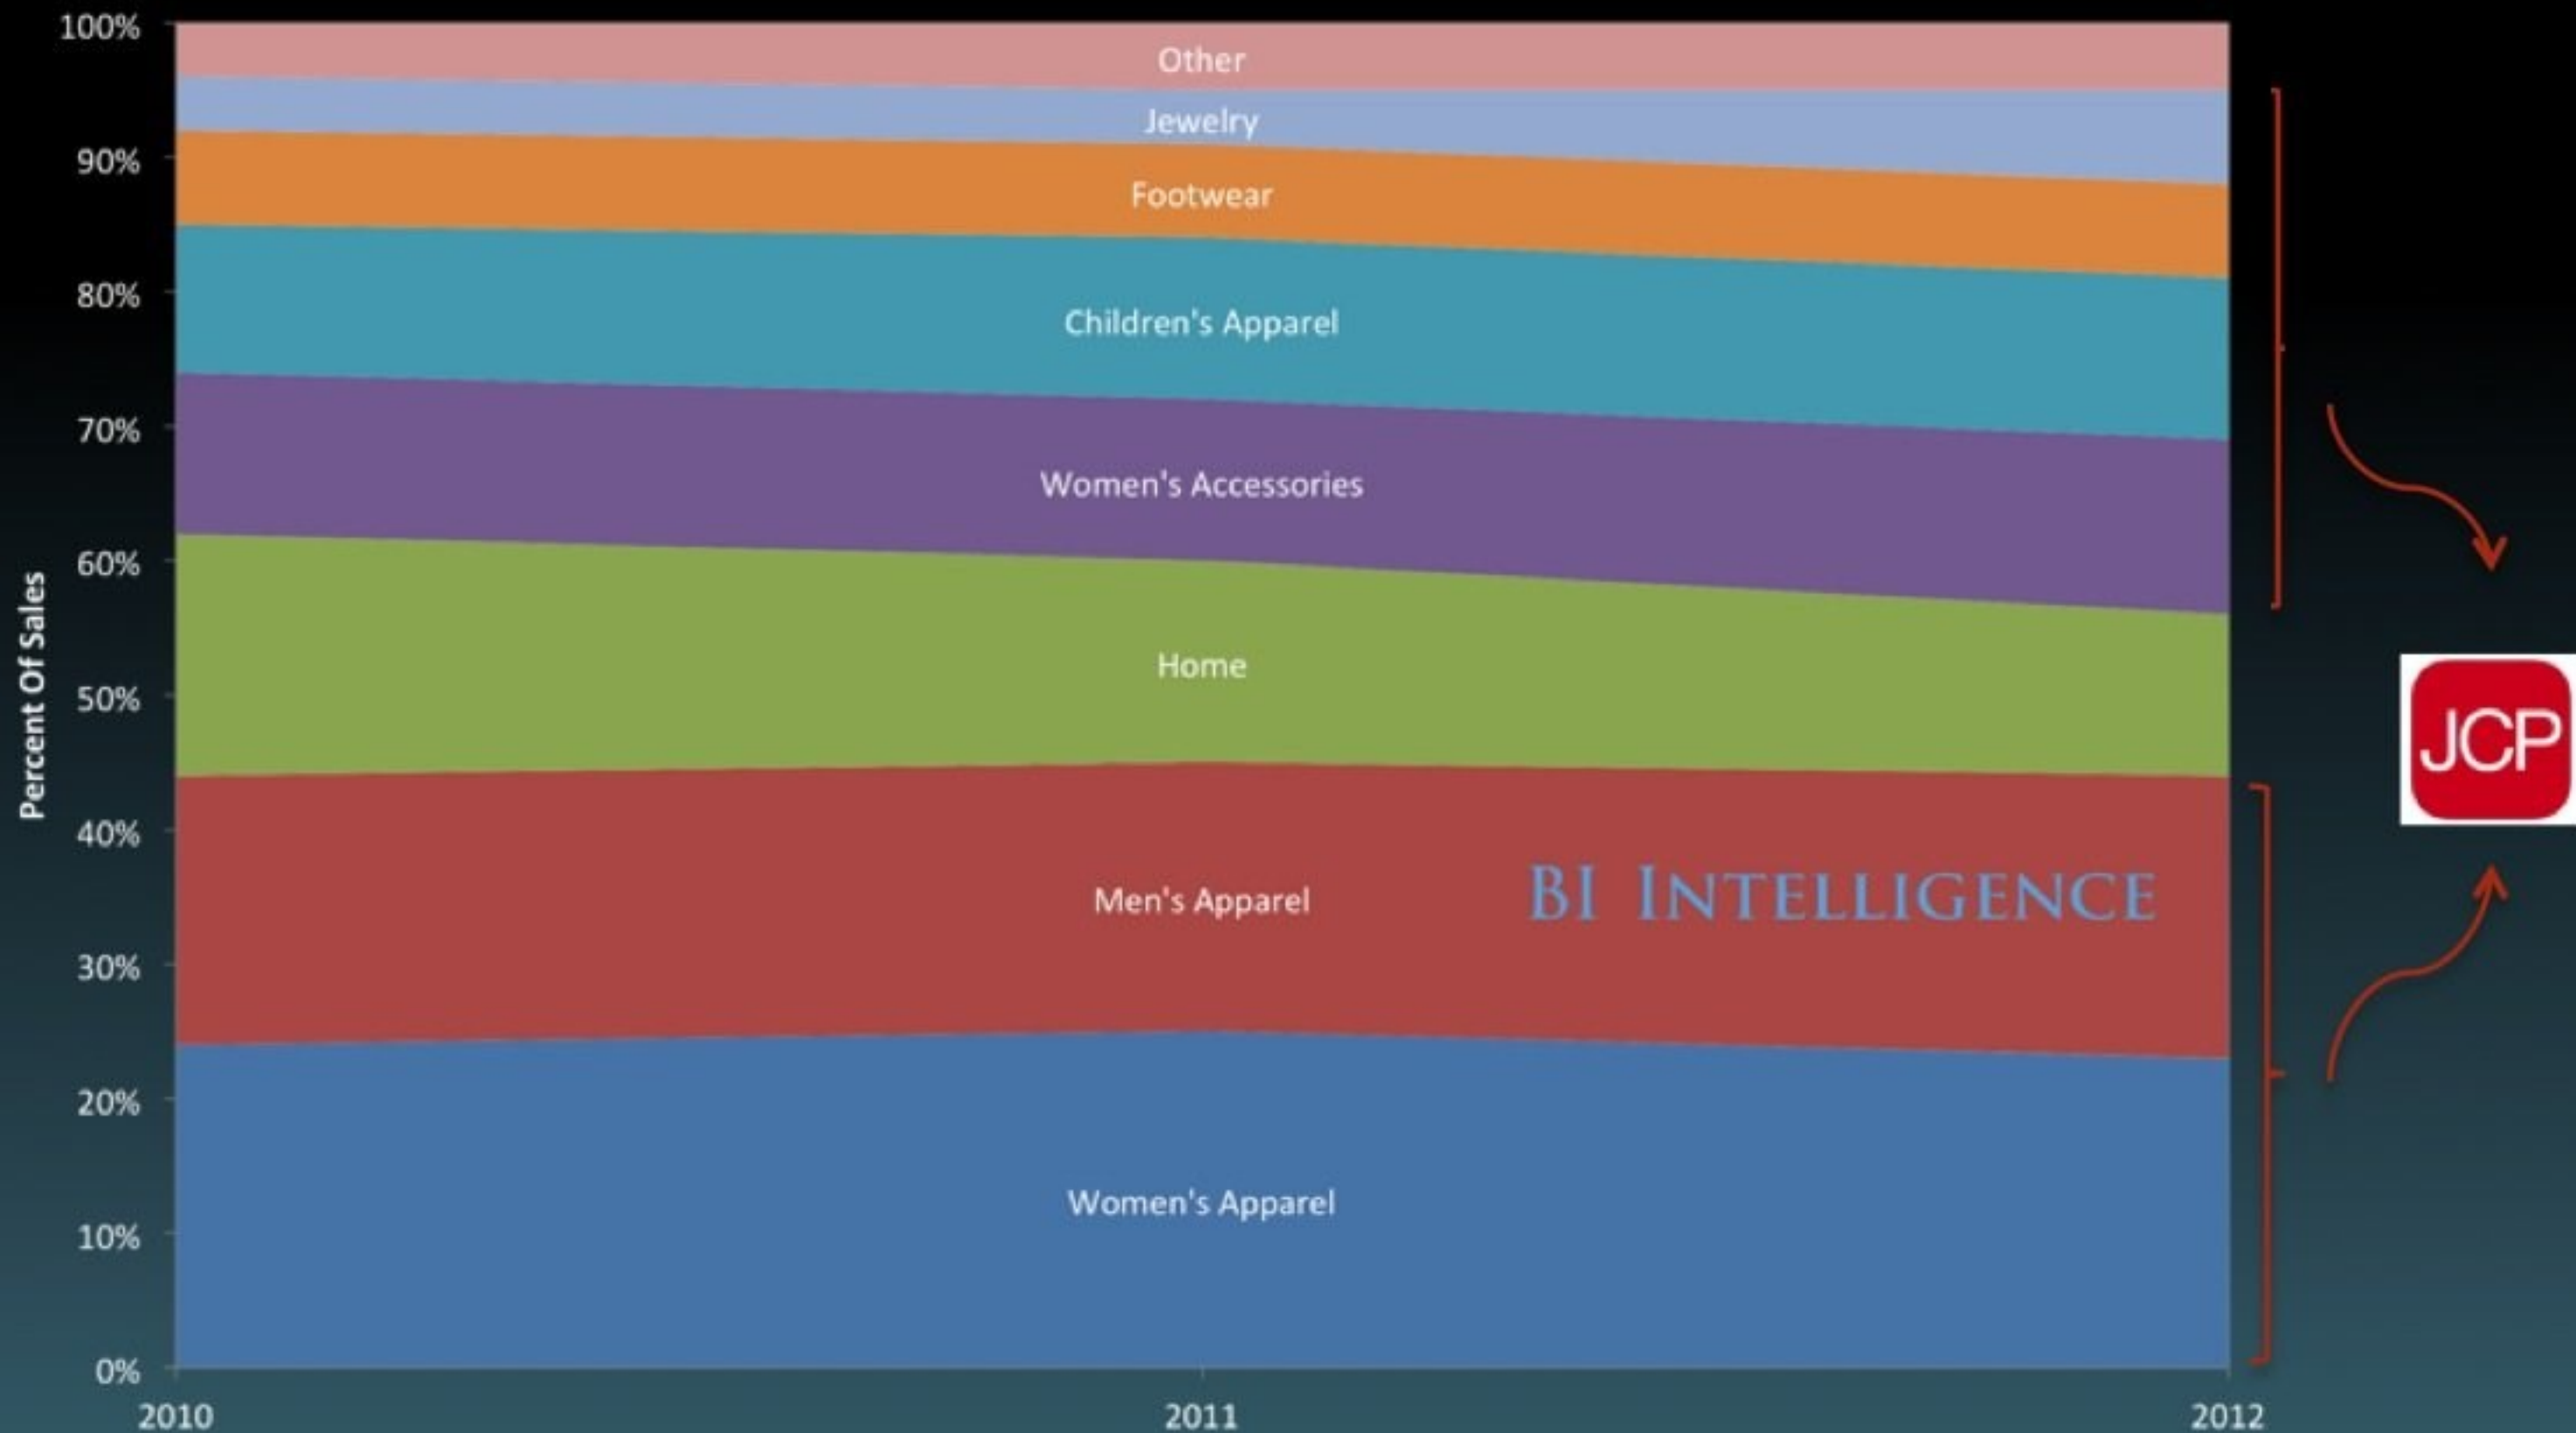 100%
90%
80%
70%
60%
50%
40%
30%
20%
10%
0%
Percent Of Sales
Other
Jewelry
Footwear
Children's Apparel
Women's Accessories
Home
Men's Apparel
BI INTELLIGENCE
Women's Apparel
JCP
2010
2011
2012